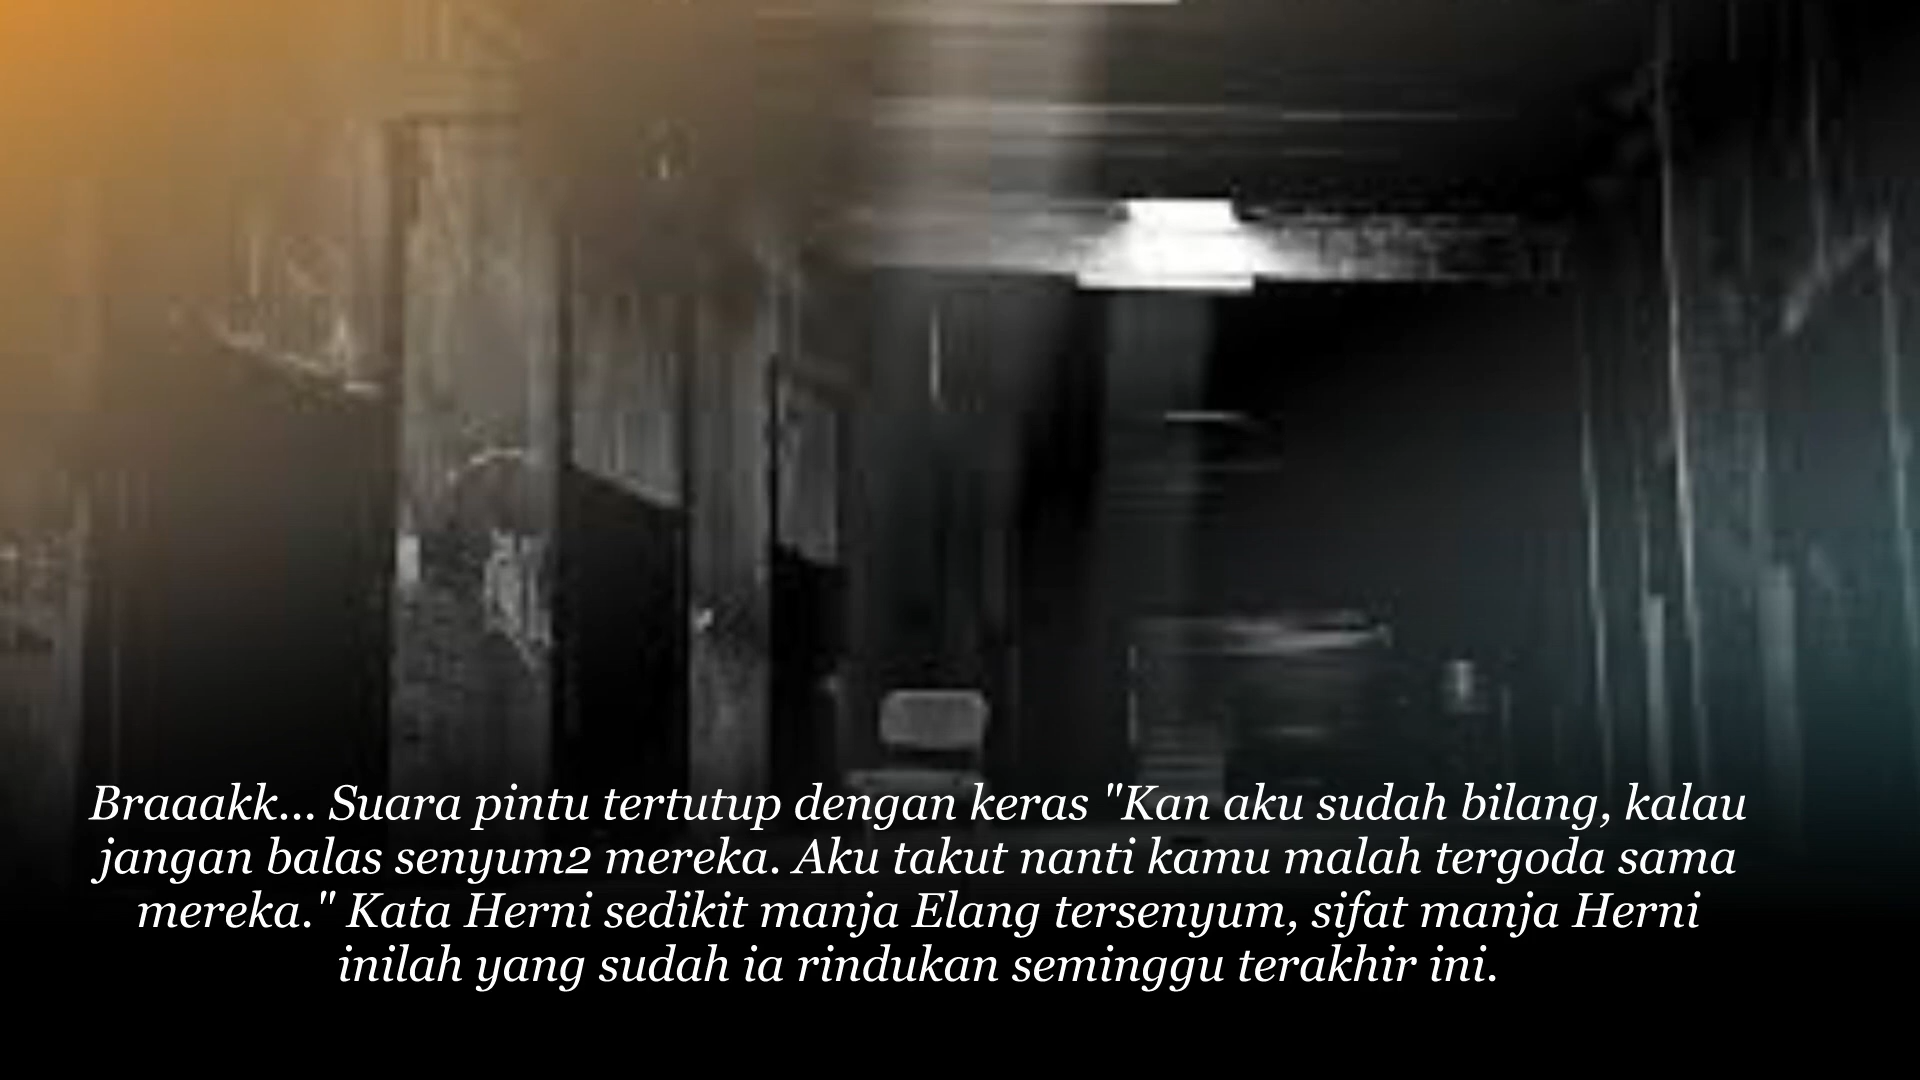 Braaakk... Suara pintu tertutup dengan keras "Kan aku sudah bilang, kalau
jangan balas senyum2 mereka. Aku takut nanti kamu malah tergoda sama
mereka." Kata Herni sedikit manja Elang tersenyum, sifat manja Herni
inilah yang sudah ia rindukan seminggu terakhir ini.